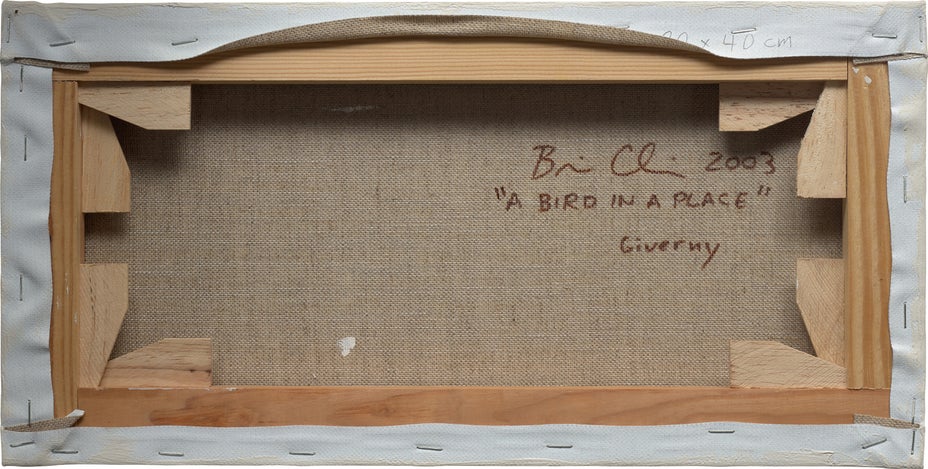 x 40 cm
2003
"A BIRD IN A PLACE"
Giverny